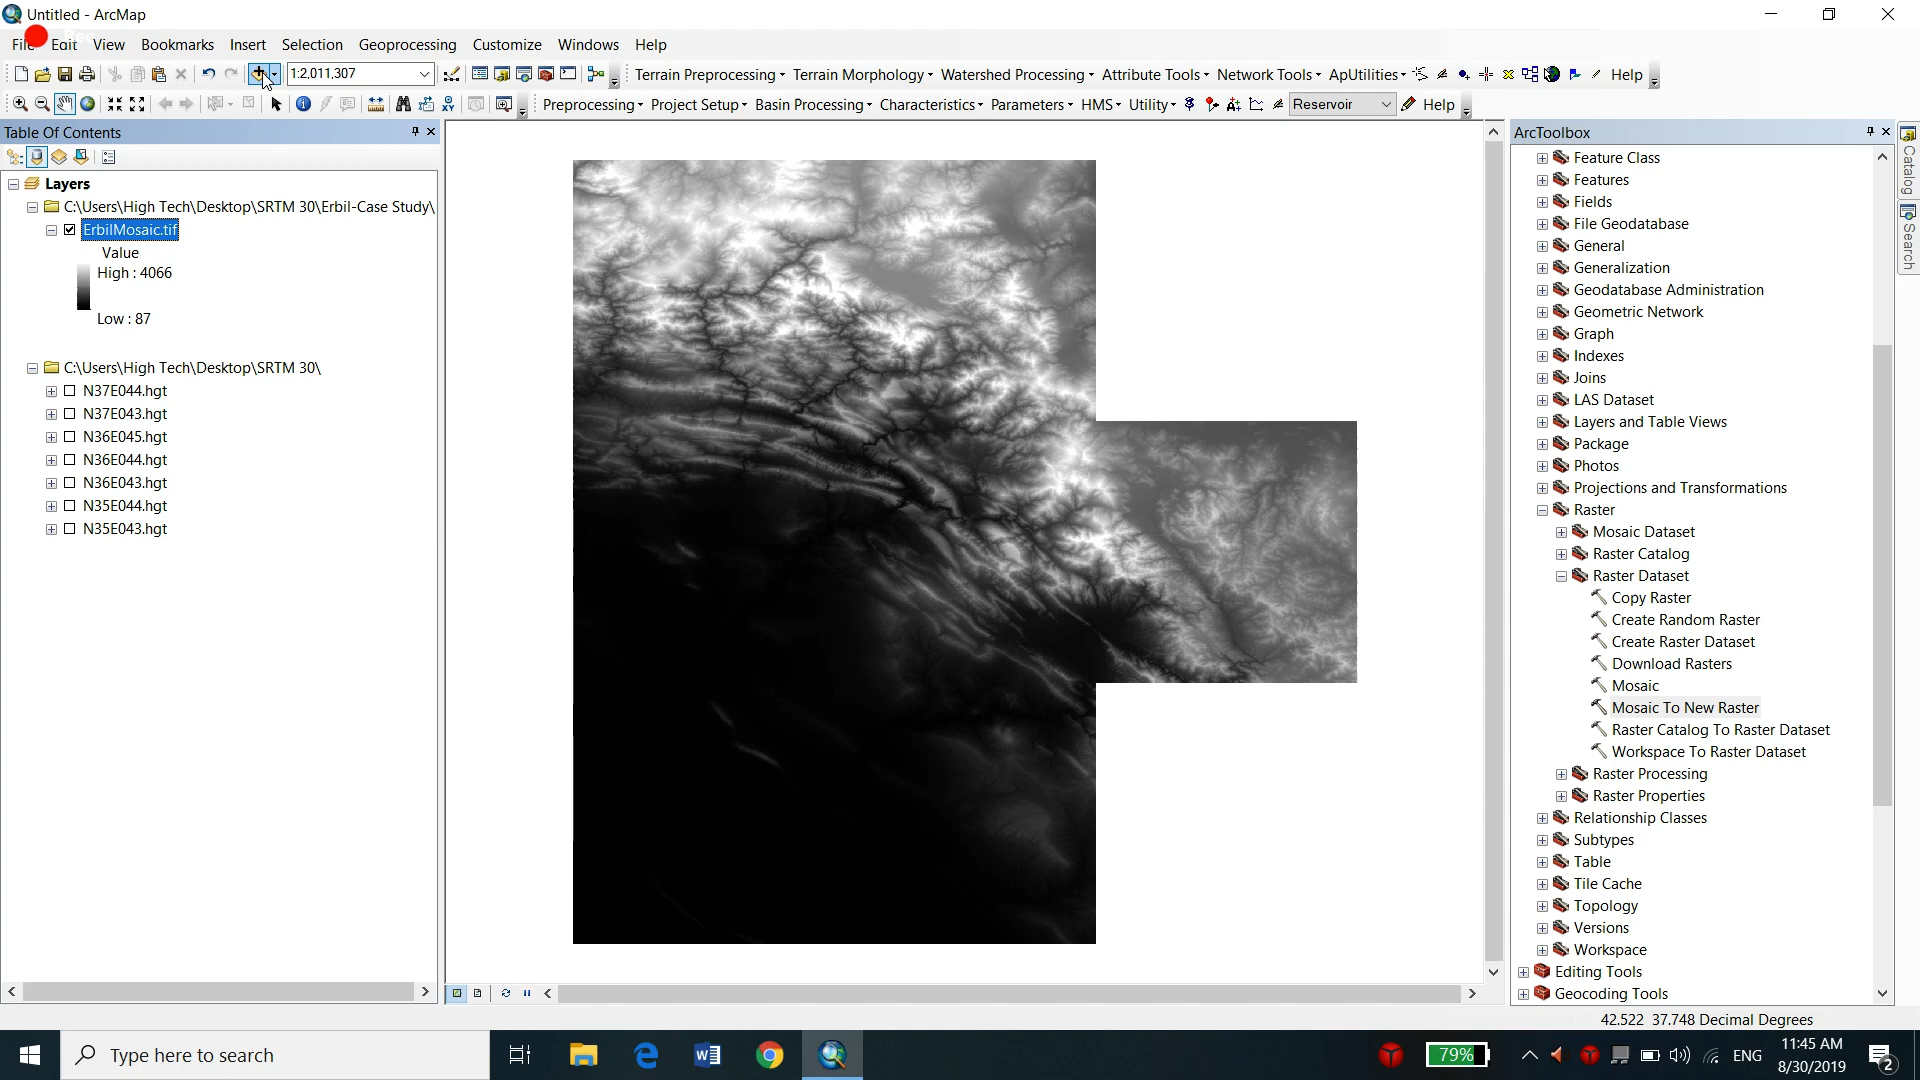 Untitled - ArcMap
File Edit View Bookmarks Insert Selection Geoprocessing Customize Windows Help
1:2,011,307
Terrain Preprocessing Terrain Morphology Watershed Processing Attribute Tools Network Tools ApUtilities Help
Preprocessing Project Setup Basin Processing Characteristics Parameters HMS Utility Reservoir Help
Table Of Contents
Layers
C:\Users\High Tech\Desktop\SRTM 30\Erbil-Case Study\
ErbilMosaic.tif
Value
High : 4066
Low : 87
C:\Users\High Tech\Desktop\SRTM 30\
N37E044.hgt
N37E043.hgt
N36E045.hgt
N36E044.hgt
N36E043.hgt
N35E044.hgt
N35E043.hgt
ArcToolbox
Feature Class
Features
Fields
File Geodatabase
General
Generalization
Geodatabase Administration
Geometric Network
Graph
Indexes
Joins
LAS Dataset
Layers and Table Views
Package
Photos
Projections and Transformations
Raster
Mosaic Dataset
Raster Catalog
Raster Dataset
Copy Raster
Create Random Raster
Create Raster Dataset
Download Rasters
Mosaic
Mosaic To New Raster
Raster Catalog To Raster Dataset
Workspace To Raster Dataset
Raster Processing
Raster Properties
Relationship Classes
Subtypes
Table
Tile Cache
Topology
Versions
Workspace
Editing Tools
Geocoding Tools
Catalog
Search
42.522 37.748 Decimal Degrees
Type here to search
79%
ENG
11:45 AM
8/30/2019
2